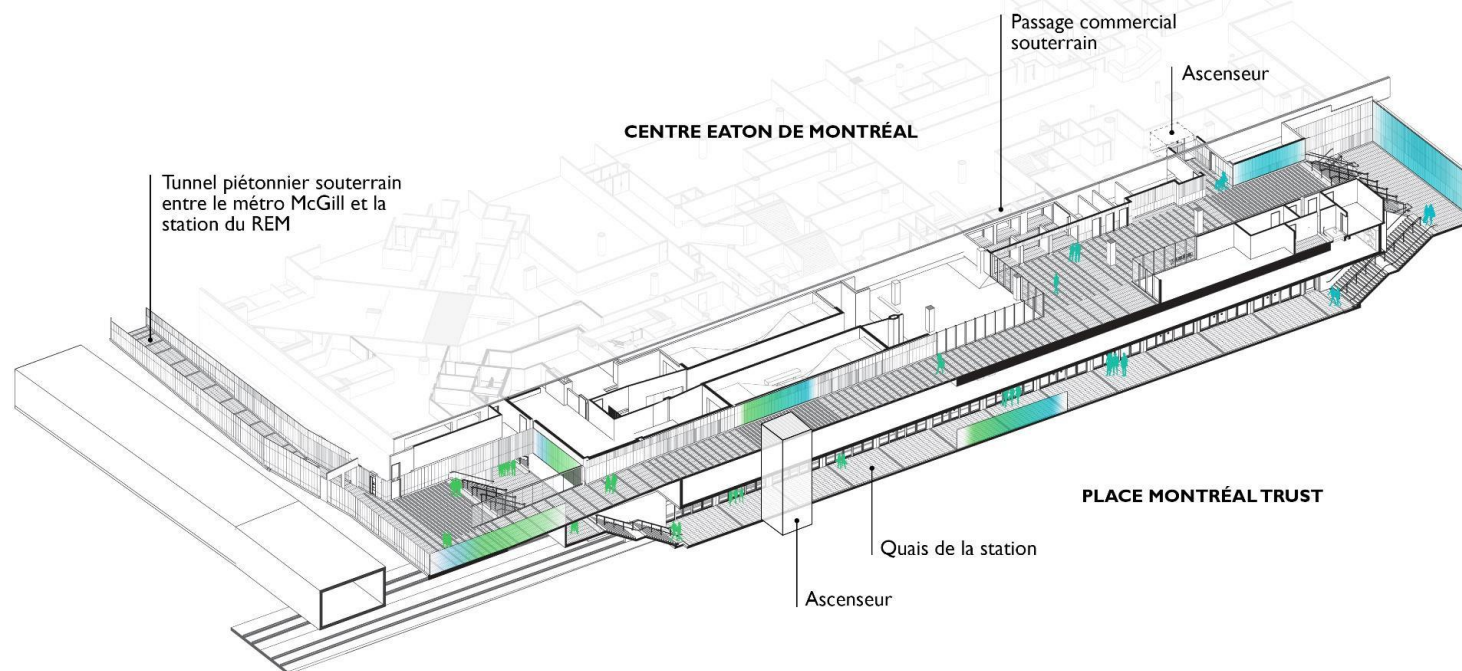 Passage commercial
souterrain
Ascenseur
CENTRE EATON DE MONTRÉAL
Tunnel piétonnier souterrain
entre le métro McGill et la
station du REM
PLACE MONTRÉAL TRUST
Quais de la station
Ascenseur